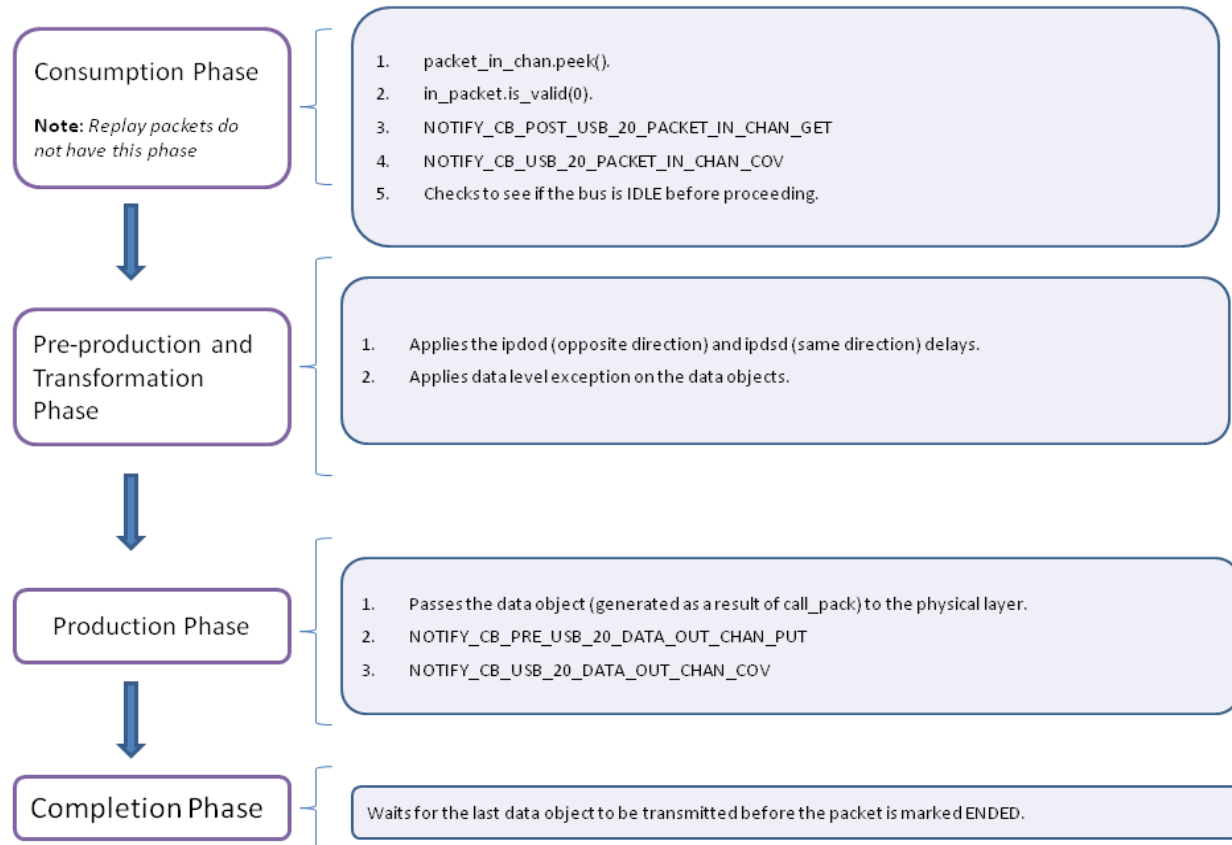 Consumption Phase
Note: Replay packets do
not have this phase
1. packet_in_chan.peek().
2. in_packet.is_valid(0).
3. NOTIFY_CB_POST_USB_20_PACKET_IN_CHAN_GET
4. NOTIFY_CB_USB_20_PACKET_IN_CHAN_COV
5. Checks to see if the bus is IDLE before proceeding.
Pre-production and
Transformation
Phase
1. Applies the ipdod (opposite direction) and ipdsd (same direction) delays.
2. Applies data level exception on the data objects.
Production Phase
1. Passes the data object (generated as a result of call_pack) to the physical layer.
2. NOTIFY_CB_PRE_USB_20_DATA_OUT_CHAN_PUT
3. NOTIFY_CB_USB_20_DATA_OUT_CHAN_COV
Completion Phase
Waits for the last data object to be transmitted before the packet is marked ENDED.